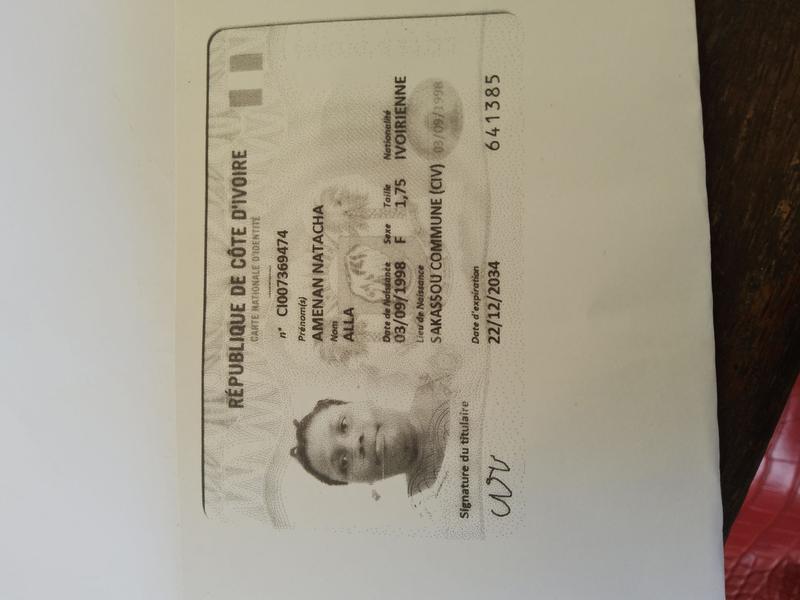 RÉPUBLIQUE DE CÔTE D'IVOIRE
CARTE NATIONALE D'IDENTITÉ
n° CI007369474
Prénom(s)
AMENAN NATACHA
Nom
ALLA
Date de Naissance Sexe Taille Nationalité
03/09/1998 F 1,75 IVOIRIENNE
Lieu de Naissance
SAKASSOU COMMUNE (CIV) 03/09/1998
Signature du titulaire Date d'expiration
22/12/2034 641385